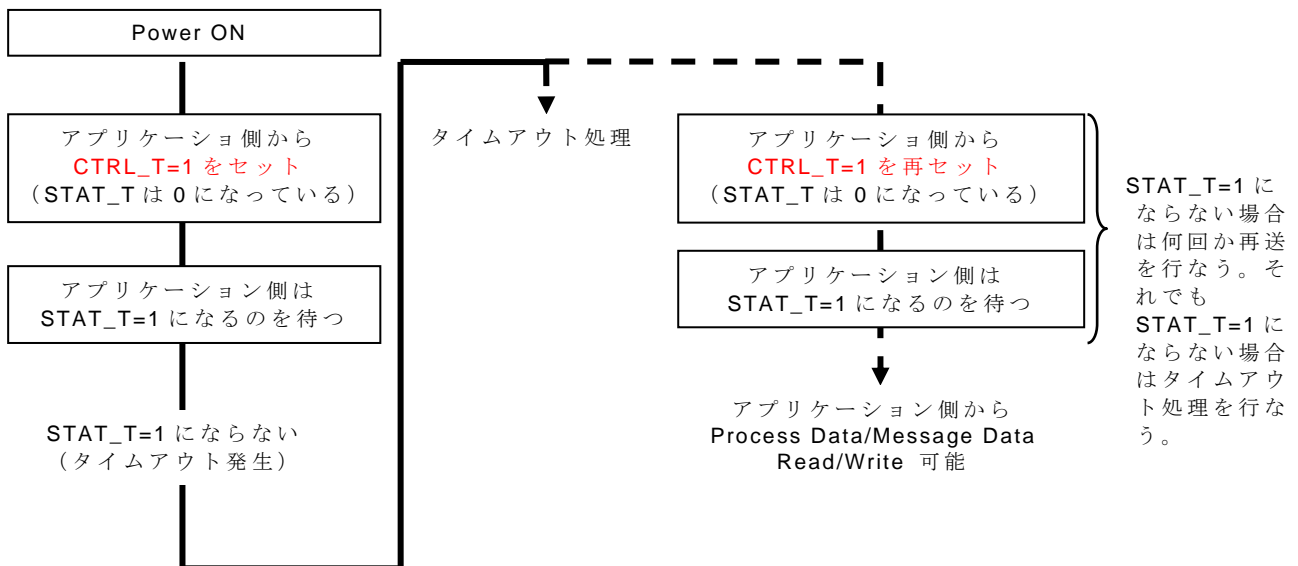 Power ON
アプリケーショ側から
CTRL_T=1 をセット
（STAT_T は 0 になっている）
アプリケーション側は
STAT_T=1 になるのを待つ
STAT_T=1 にならない
（タイムアウト発生）
タイムアウト処理
アプリケーショ側から
CTRL_T=1 を再セット
（STAT_T は 0 になっている）
アプリケーション側は
STAT_T=1 になるのを待つ
アプリケーション側から
Process Data/Message Data
Read/Write 可能
STAT_T=1 に
ならない場合
は何回か再送
を行なう。そ
れでも
STAT_T=1 に
ならない場合
はタイムアウ
ト処理を行な
う。